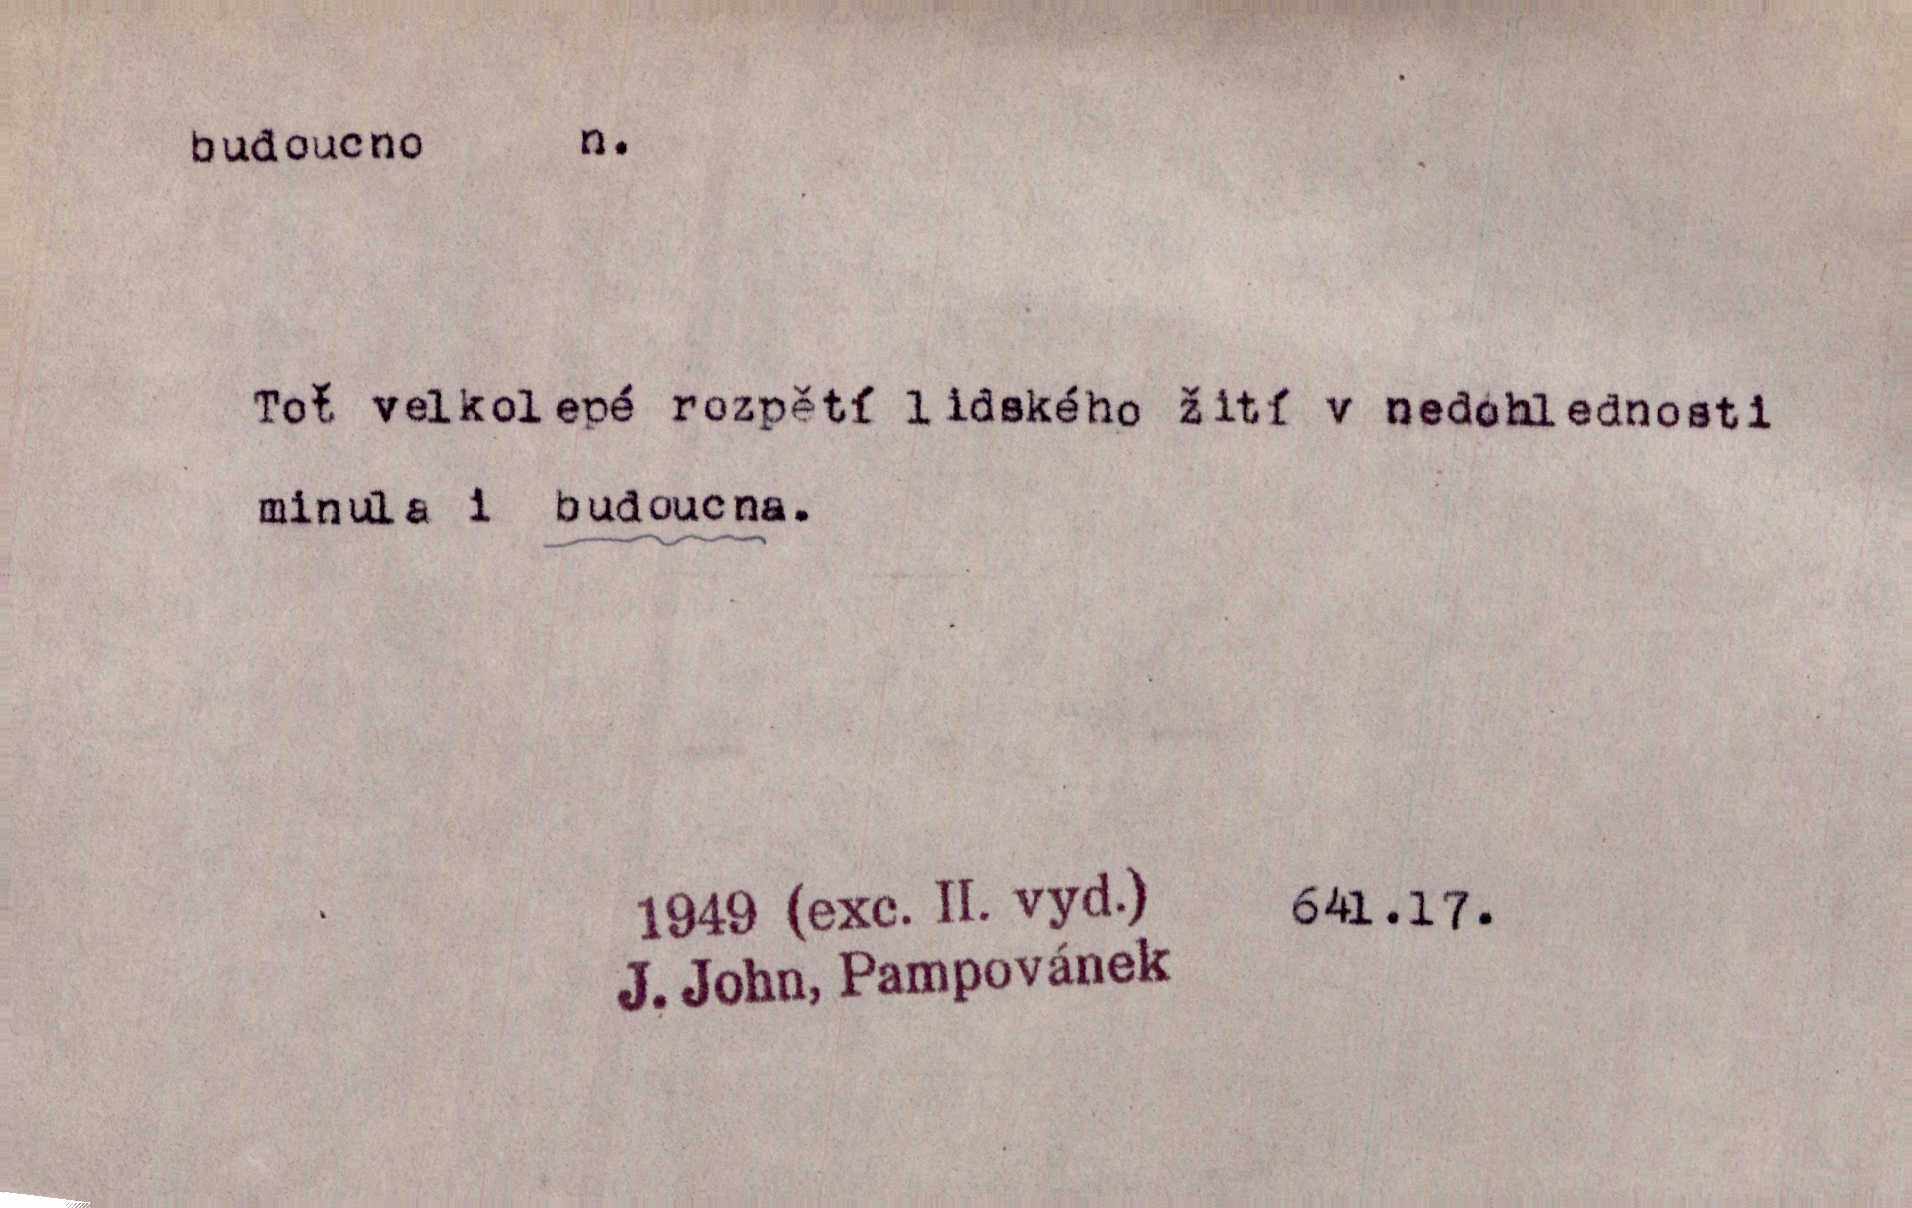 budoucno n.
Toť velkolepé rozpětí lidského žití v nedohlednosti
minula i budoucna.
1949 (exc. II. vyd.) 641.17.
J. John, Pampovánek